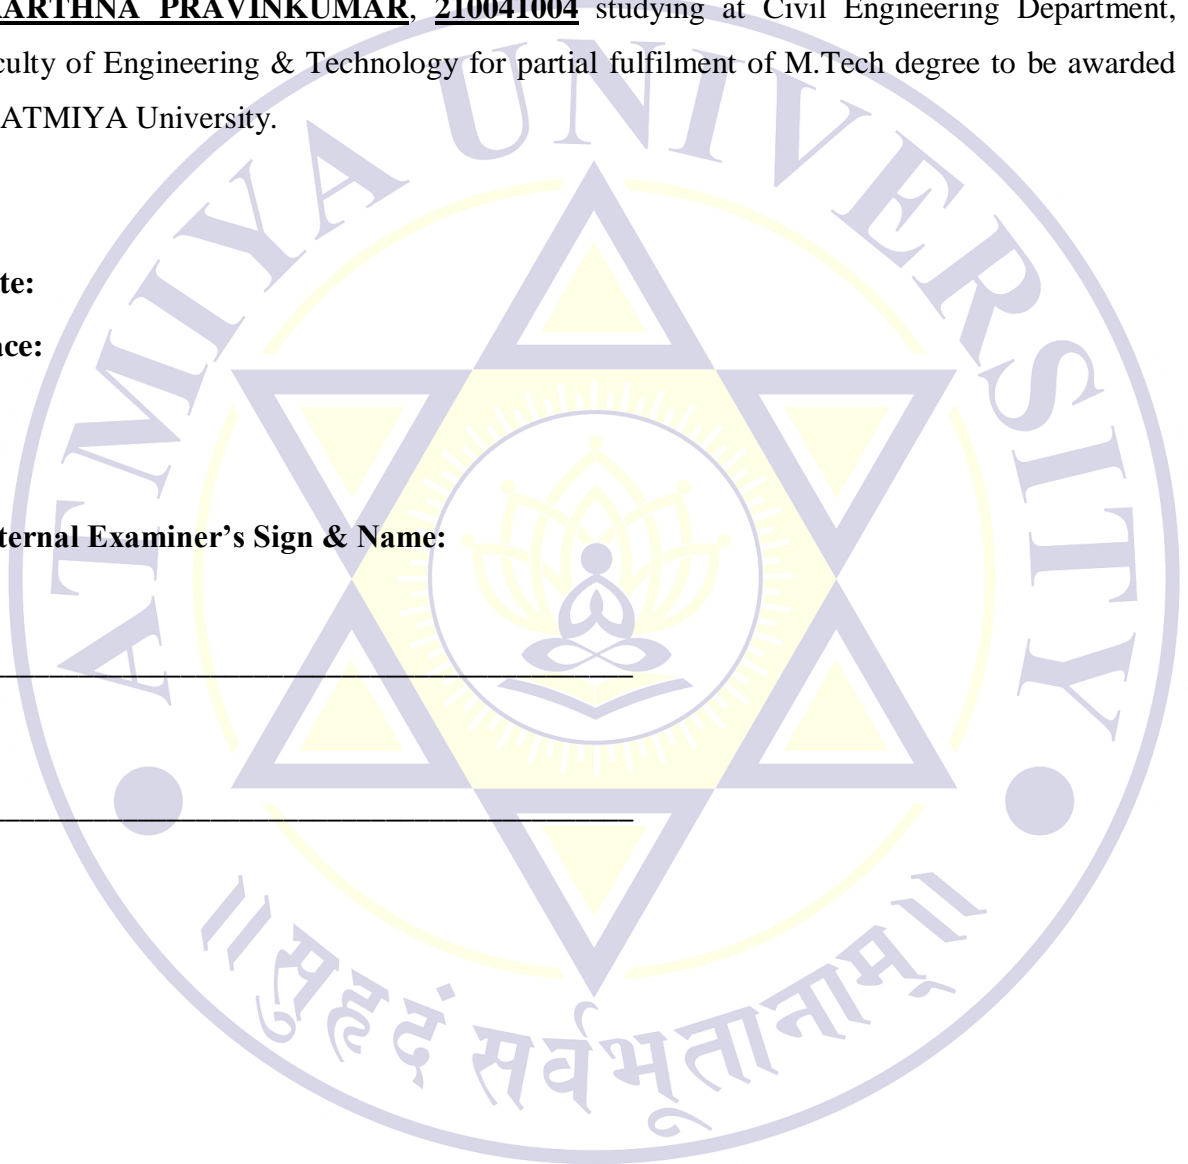 ARTHNA PRAVINKUMAR, 210041004 studying at Civil Engineering Department,
culty of Engineering & Technology for partial fulfilment of M.Tech degree to be awarded
ATMIYA University.
te:
ace:
ternal Examiner’s Sign & Name:
ATMIYA UNIVERSITY
॥ सुहृदं सर्वभूतानाम् ॥